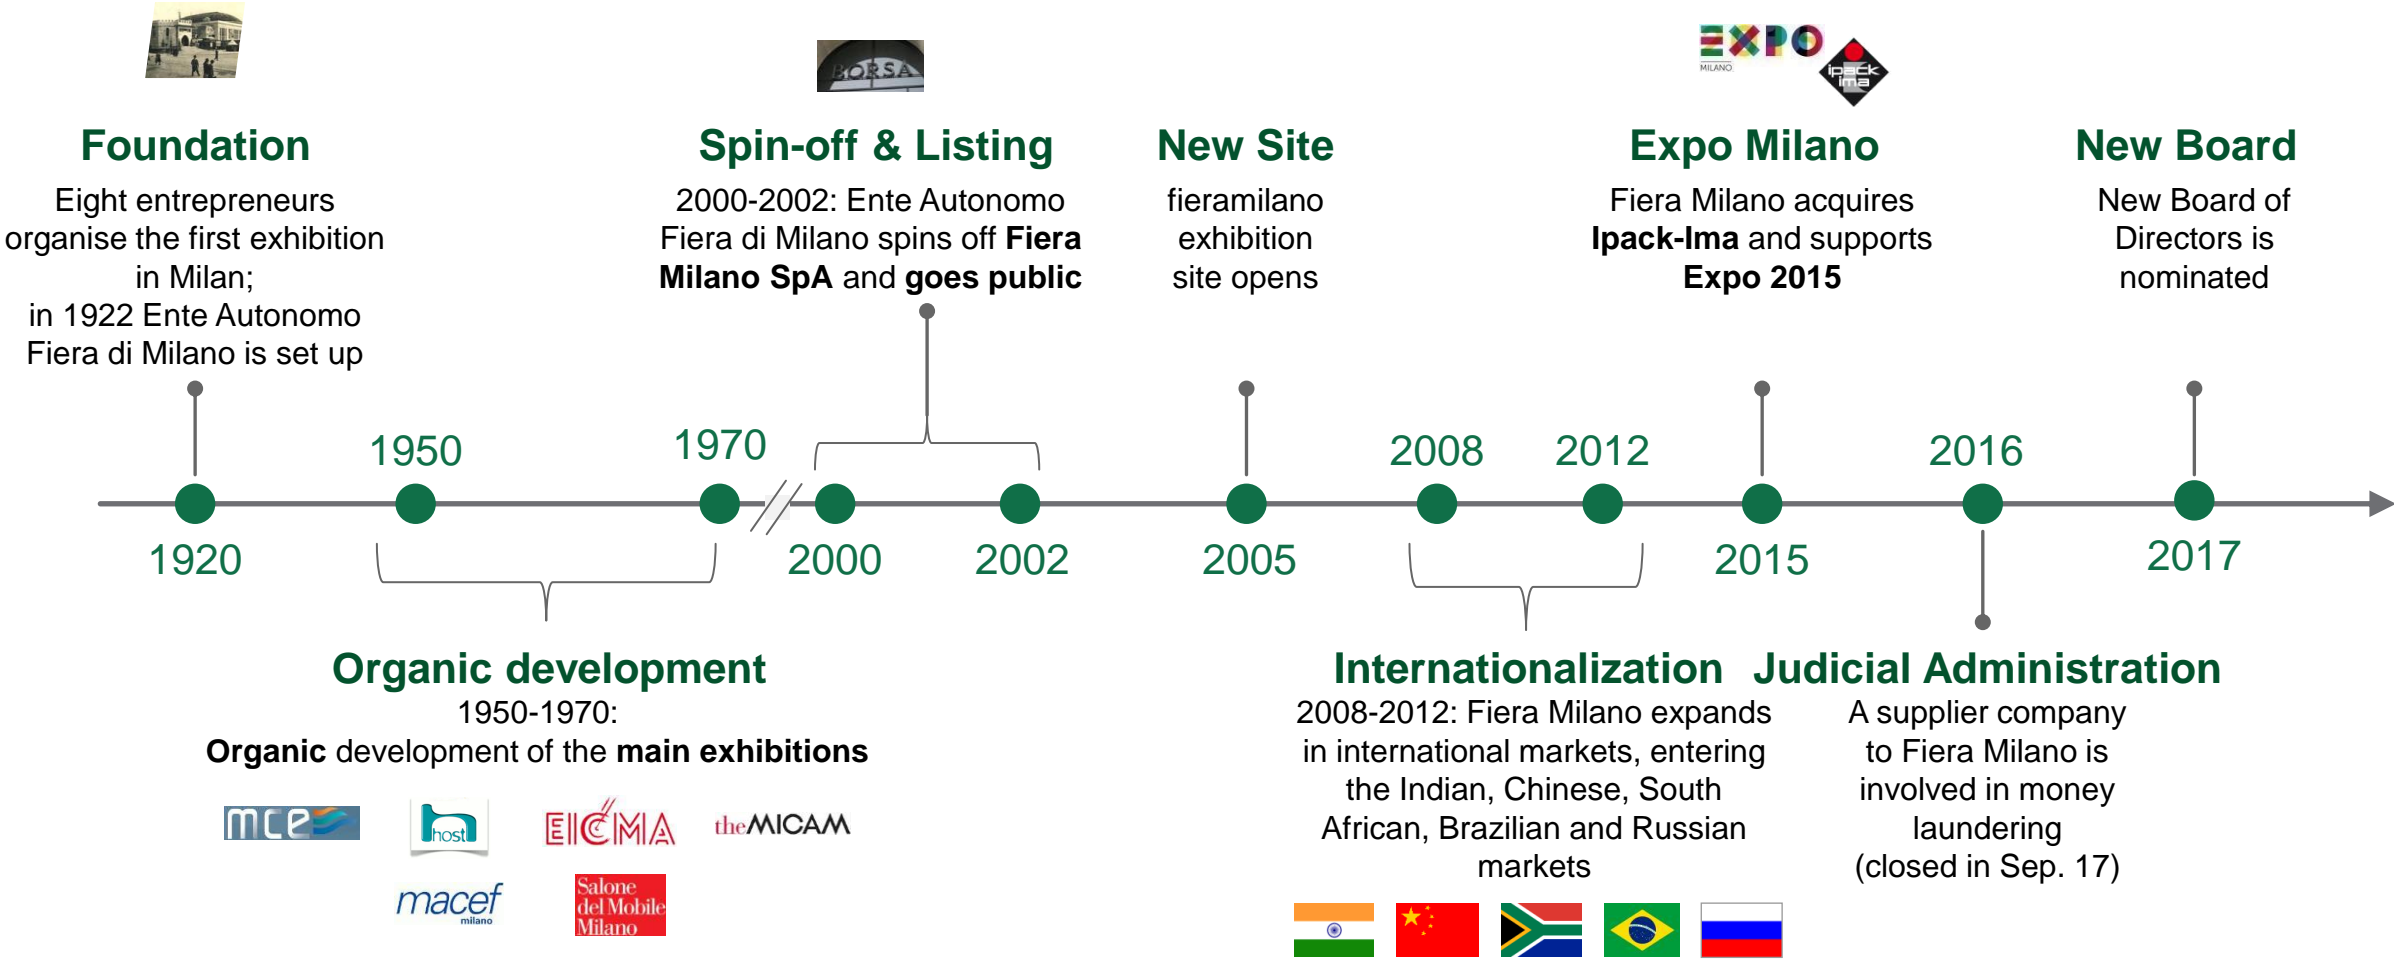 BORSA
EXPO
MILANO
ipack
ima
Foundation
Eight entrepreneurs
organise the first exhibition
in Milan;
in 1922 Ente Autonomo
Fiera di Milano is set up
Spin-off & Listing
2000-2002: Ente Autonomo
Fiera di Milano spins off Fiera
Milano SpA and goes public
New Site
fieramilano
exhibition
site opens
Expo Milano
Fiera Milano acquires
Ipack-Ima and supports
Expo 2015
New Board
New Board of
Directors is
nominated
1950
1970
2008
2012
2016
1920
2000
2002
2005
2015
2017
Organic development
1950-1970:
Organic development of the main exhibitions
mce
host
EICMA
theMICAM
macef
milano
Salone
del Mobile
Milano
Internationalization
2008-2012: Fiera Milano expands
in international markets, entering
the Indian, Chinese, South
African, Brazilian and Russian
markets
Judicial Administration
A supplier company
to Fiera Milano is
involved in money
laundering
(closed in Sep. 17)